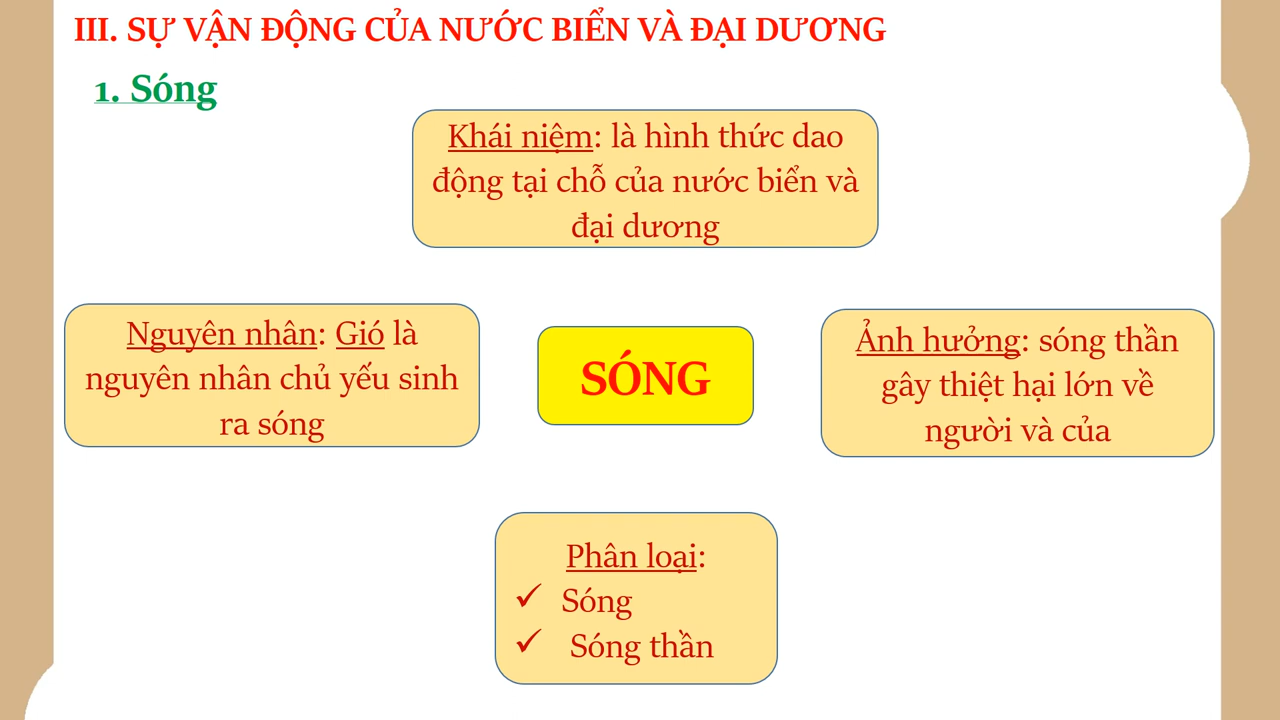 III. SỰ VẬN ĐỘNG CỦA NƯỚC BIỂN VÀ ĐẠI DƯƠNG
1. Sóng
Khái niệm: là hình thức dao
động tại chỗ của nước biển và
đại dương
Nguyên nhân: Gió là
nguyên nhân chủ yếu sinh
ra sóng
SÓNG
Ảnh hưởng: sóng thần
gây thiệt hại lớn về
người và của
Phân loại:
✓ Sóng
✓ Sóng thần